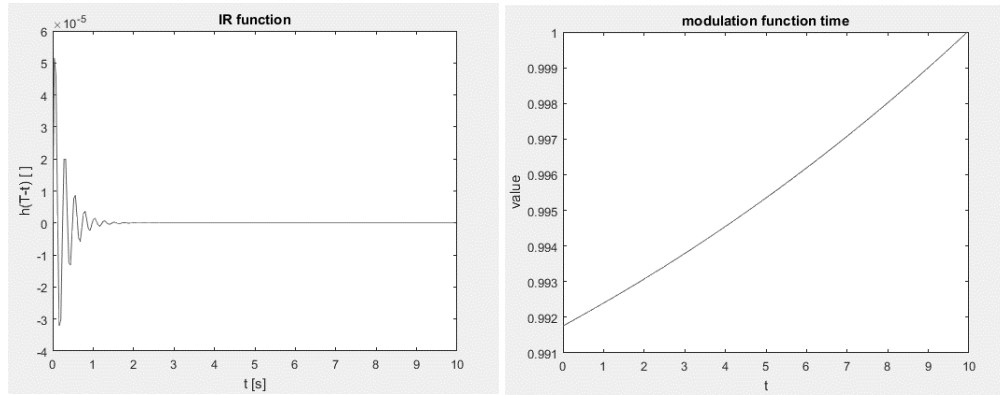 IR function
×10-5
6
5
4
3
2
1
0
-1
-2
-3
-4
h(T-t) [ ]
0 1 2 3 4 5 6 7 8 9 10
t [s]
modulation function time
1
0.999
0.998
0.997
0.996
0.995
0.994
0.993
0.992
0.991
value
0 1 2 3 4 5 6 7 8 9 10
t